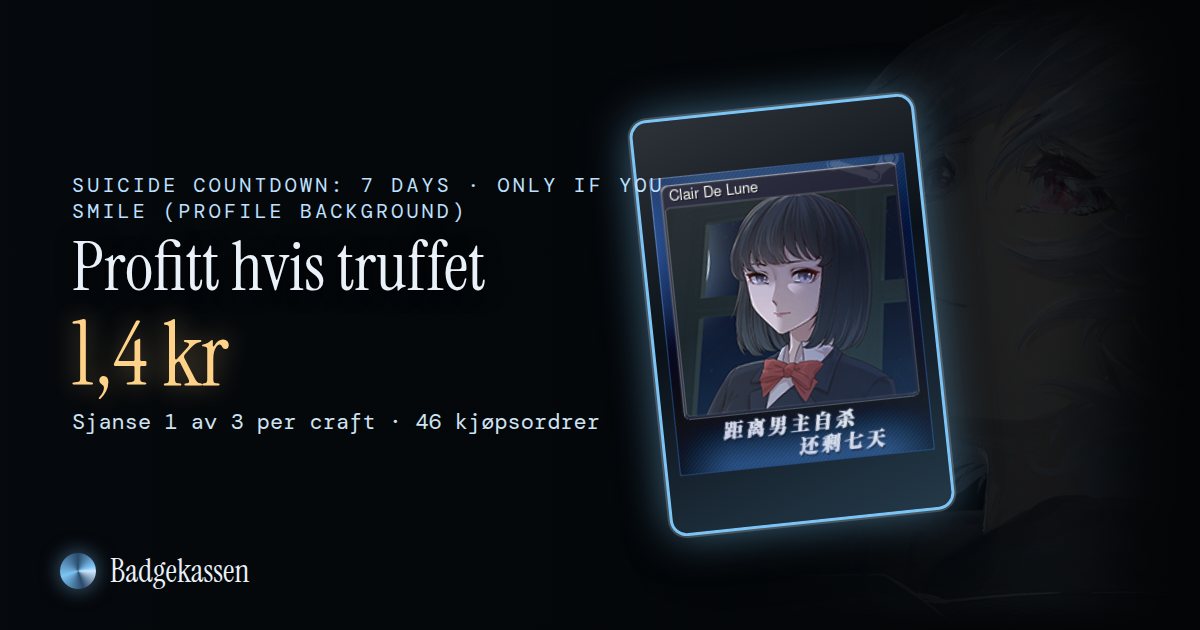 SUICIDE COUNTDOWN: 7 DAYS · ONLY IF YOU
SMILE (PROFILE BACKGROUND)
Profitt hvis truffet
1,4 kr
Sjanse 1 av 3 per craft · 46 kjøpsordrer
Badgekassen
Clair De Lune
距离男主自杀
还剩七天